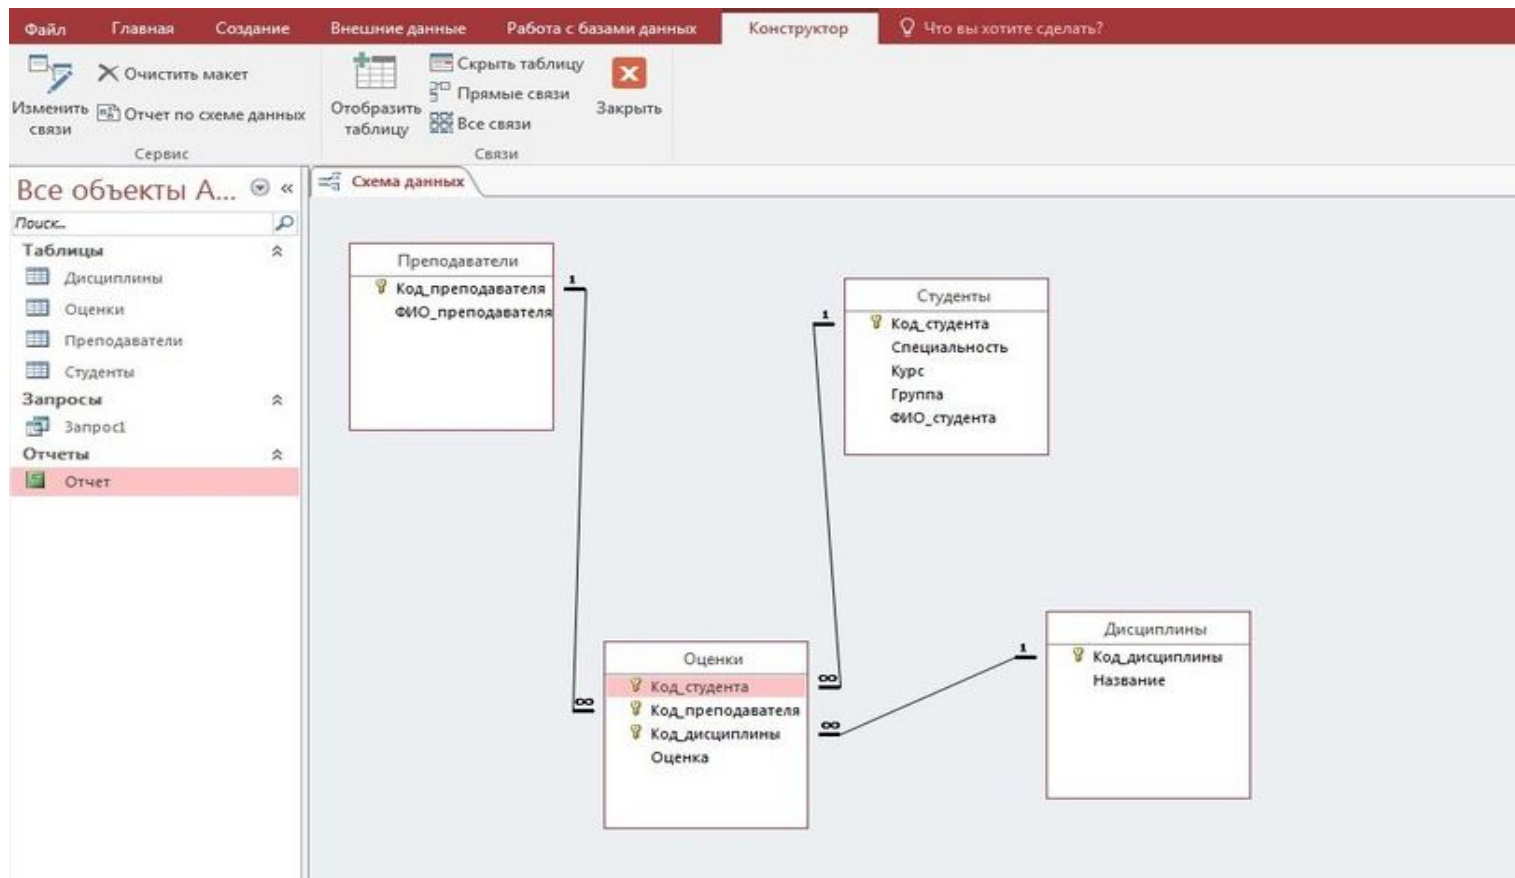 Файл Главная Создание Внешние данные Работа с базами данных Конструктор Что вы хотите сделать?
Изменить связи
Очистить макет
Отчет по схеме данных
Сервис
Отобразить таблицу
Скрыть таблицу
Прямые связи
Все связи
Закрыть
Связи
Все объекты A... «
Поиск...
Таблицы
Дисциплины
Оценки
Преподаватели
Студенты
Запросы
Запрос1
Отчеты
Отчет
Схема данных
Преподаватели
Код_преподавателя
ФИО_преподавателя
1
∞
Студенты
Код_студента
Специальность
Курс
Группа
ФИО_студента
1
∞
Оценки
Код_студента
Код_преподавателя
Код_дисциплины
Оценка
Дисциплины
Код_дисциплины
Название
1
∞